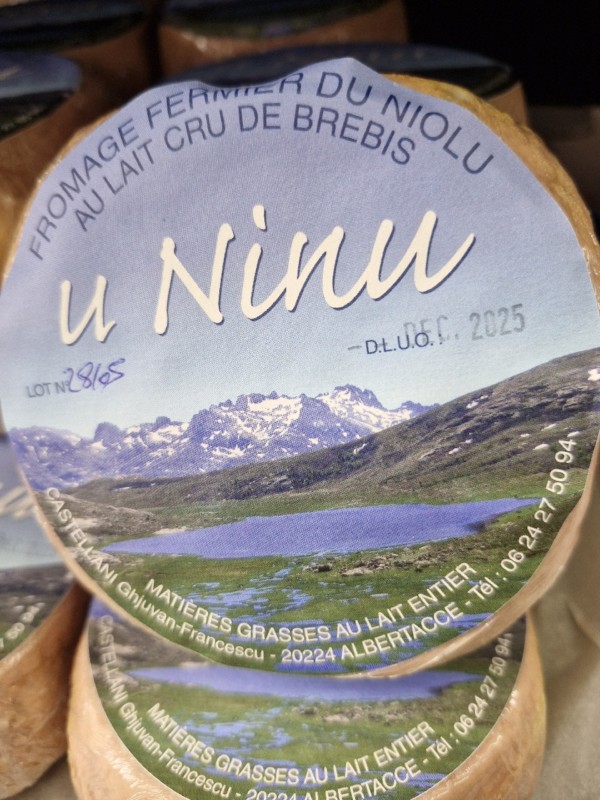 FROMAGE FERMIER DU NIOLU
AU LAIT CRU DE BREBIS
u Ninu
D.L.U.O. : DEC. 2025
LOT N° 28/05
MATIÈRES GRASSES AU LAIT ENTIER
CASTELLANI Ghjuvan-Francescu - 20224 ALBERTACCE - Tél : 06 24 27 50 94
MATIÈRES GRASSES AU LAIT ENTIER
CASTELLANI Ghjuvan-Francescu - 20224 ALBERTACCE - Tél : 06 24 27 50 94